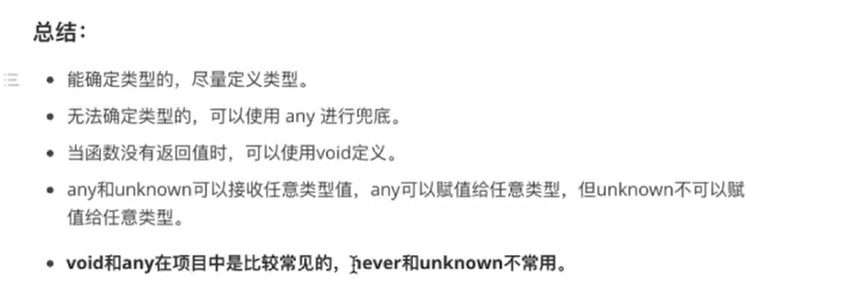 总结：
能确定类型的，尽量定义类型。
无法确定类型的，可以使用 any 进行兜底。
当函数没有返回值时，可以使用void定义。
any和unknown可以接收任意类型值，any可以赋值给任意类型，但unknown不可以赋
值给任意类型。
void和any在项目中是比较常见的，never和unknown不常用。